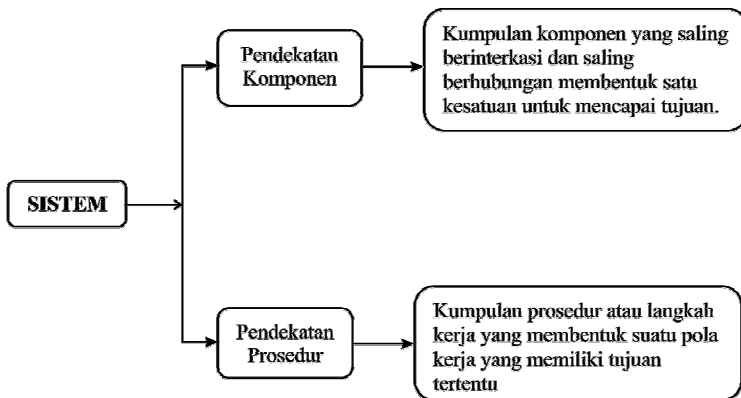 Pendekatan
Komponen
Kumpulan komponen yang saling
berinterkasi dan saling
berhubungan membentuk satu
kesatuan untuk mencapai tujuan.
SISTEM
Pendekatan
Prosedur
Kumpulan prosedur atau langkah
kerja yang membentuk suatu pola
kerja yang memiliki tujuan
tertentu